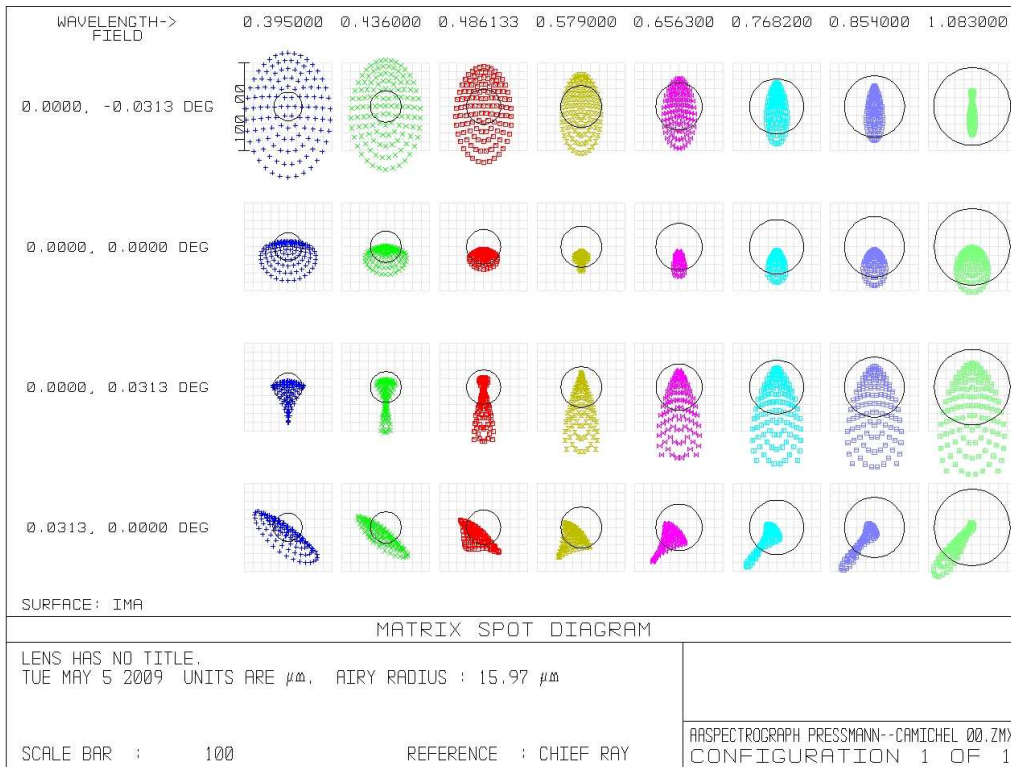 WAVELENGTH-> 0.395000 0.436000 0.486133 0.579000 0.656300 0.768200 0.854000 1.083000
FIELD
100.00
0.0000, -0.0313 DEG
0.0000, 0.0000 DEG
0.0000, 0.0313 DEG
0.0313, 0.0000 DEG
SURFACE: IMA
MATRIX SPOT DIAGRAM
LENS HAS NO TITLE.
TUE MAY 5 2009 UNITS ARE µm. AIRY RADIUS : 15.97 µm
SCALE BAR : 100 REFERENCE : CHIEF RAY
AASPECTROGRAPH PRESSMANN--CAMICHEL 00.ZMX
CONFIGURATION 1 OF 1